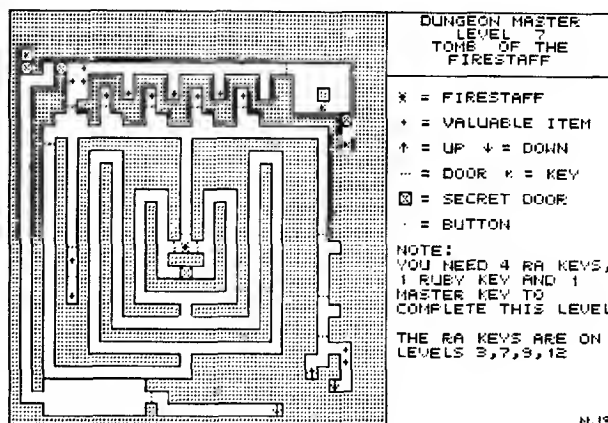 DUNGEON MASTER
LEVEL 7
TOMB OF THE
FIRESTAFF
* = FIRESTAFF
+ = VALUABLE ITEM
↑ = UP ↓ = DOWN
... = DOOR K = KEY
⊠ = SECRET DOOR
· = BUTTON
NOTE:
YOU NEED 4 RA KEYS,
1 RUBY KEY AND 1
MASTER KEY TO
COMPLETE THIS LEVEL
THE RA KEYS ARE ON
LEVELS 3,7,9,12